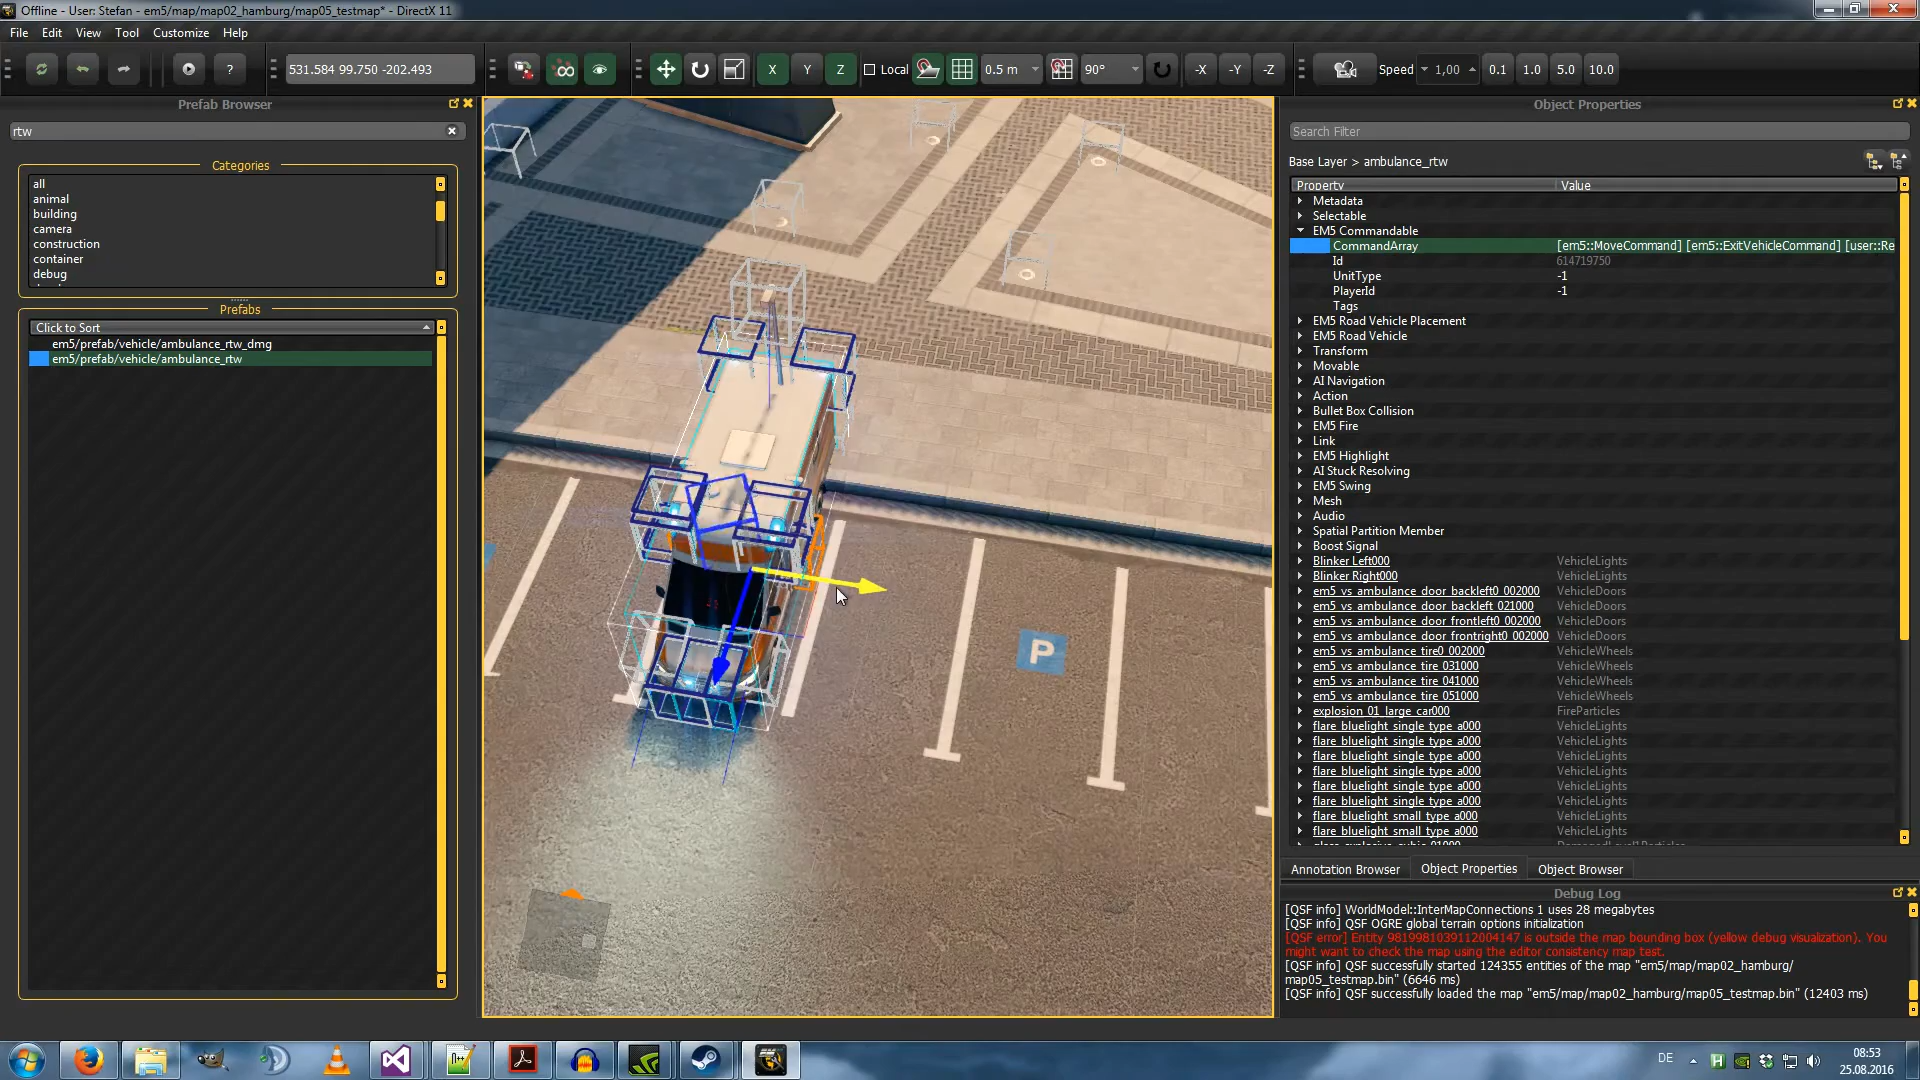 Offline - User: Stefan - em5/map/map02_hamburg/map05_testmap* - DirectX 11
File Edit View Tool Customize Help
531.584 99.750 -202.493
X Y Z Local 0.5 m 90° -X -Y -Z Speed 1,00 0.1 1.0 5.0 10.0
Prefab Browser
rtw
Categories
all
animal
building
camera
construction
container
debug
Prefabs
Click to Sort
em5/prefab/vehicle/ambulance_rtw_dmg
em5/prefab/vehicle/ambulance_rtw
P
Object Properties
Search Filter
Base Layer > ambulance_rtw
Property Value
Metadata
Selectable
EM5 Commandable
CommandArray [em5::MoveCommand] [em5::ExitVehicleCommand] [user::Re
Id 614719750
UnitType -1
PlayerId -1
Tags
EM5 Road Vehicle Placement
EM5 Road Vehicle
Transform
Movable
AI Navigation
Action
Bullet Box Collision
EM5 Fire
Link
EM5 Highlight
AI Stuck Resolving
EM5 Swing
Mesh
Audio
Spatial Partition Member
Boost Signal
Blinker Left000 VehicleLights
Blinker Right000 VehicleLights
em5 vs ambulance door backleft0 002000 VehicleDoors
em5 vs ambulance door backleft 021000 VehicleDoors
em5 vs ambulance door frontleft0 002000 VehicleDoors
em5 vs ambulance door frontright0 002000 VehicleDoors
em5 vs ambulance tire0 002000 VehicleWheels
em5 vs ambulance tire 031000 VehicleWheels
em5 vs ambulance tire 041000 VehicleWheels
em5 vs ambulance tire 051000 VehicleWheels
explosion 01 large car000 FireParticles
flare bluelight single type a000 VehicleLights
flare bluelight single type a000 VehicleLights
flare bluelight single type a000 VehicleLights
flare bluelight single type a000 VehicleLights
flare bluelight single type a000 VehicleLights
flare bluelight single type a000 VehicleLights
flare bluelight small type a000 VehicleLights
flare bluelight small type a000 VehicleLights
Annotation Browser Object Properties Object Browser
Debug Log
[QSF info] WorldModel::InterMapConnections 1 uses 28 megabytes
[QSF info] QSF OGRE global terrain options initialization
[QSF error] Entity 9819981039112004147 is outside the map bounding box (yellow debug visualization). You
might want to check the map using the editor consistency map test.
[QSF info] QSF successfully started 124355 entities of the map "em5/map/map02_hamburg/
map05_testmap.bin" (6646 ms)
[QSF info] QSF successfully loaded the map "em5/map/map02_hamburg/map05_testmap.bin" (12403 ms)
DE
08:53
25.08.2016